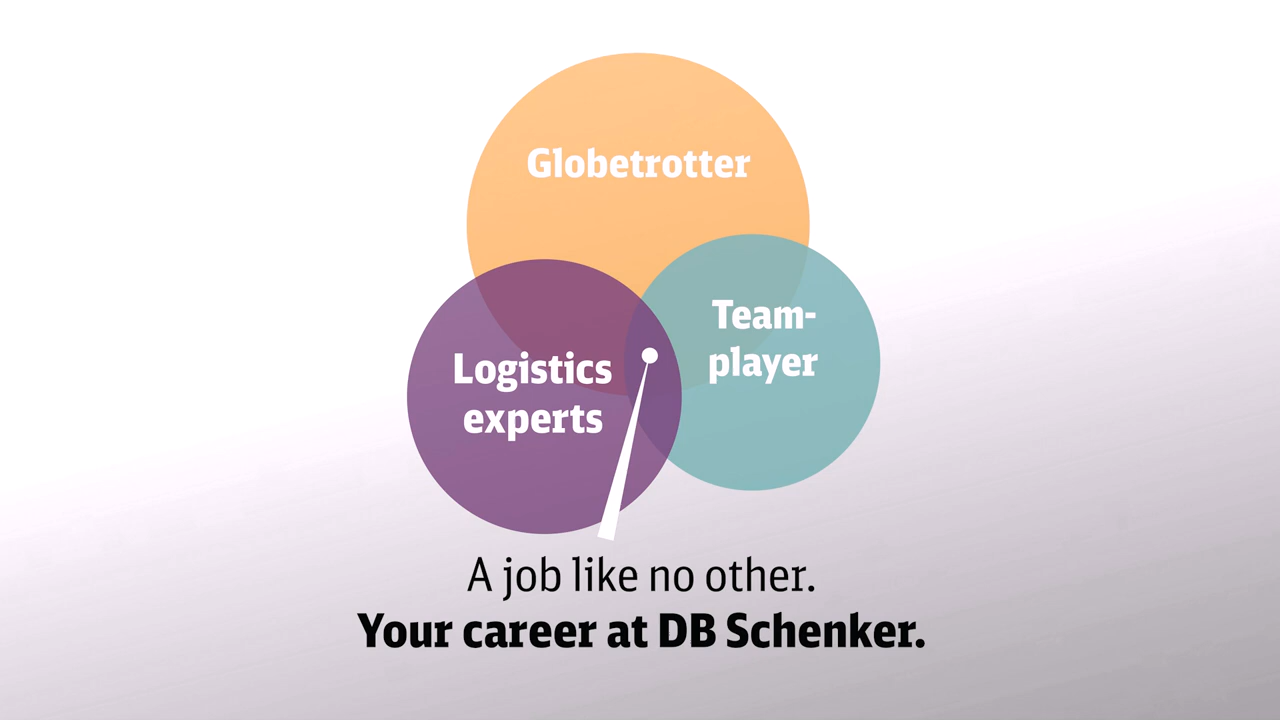 Globetrotter
Team-
player
Logistics
experts
A job like no other.
Your career at DB Schenker.